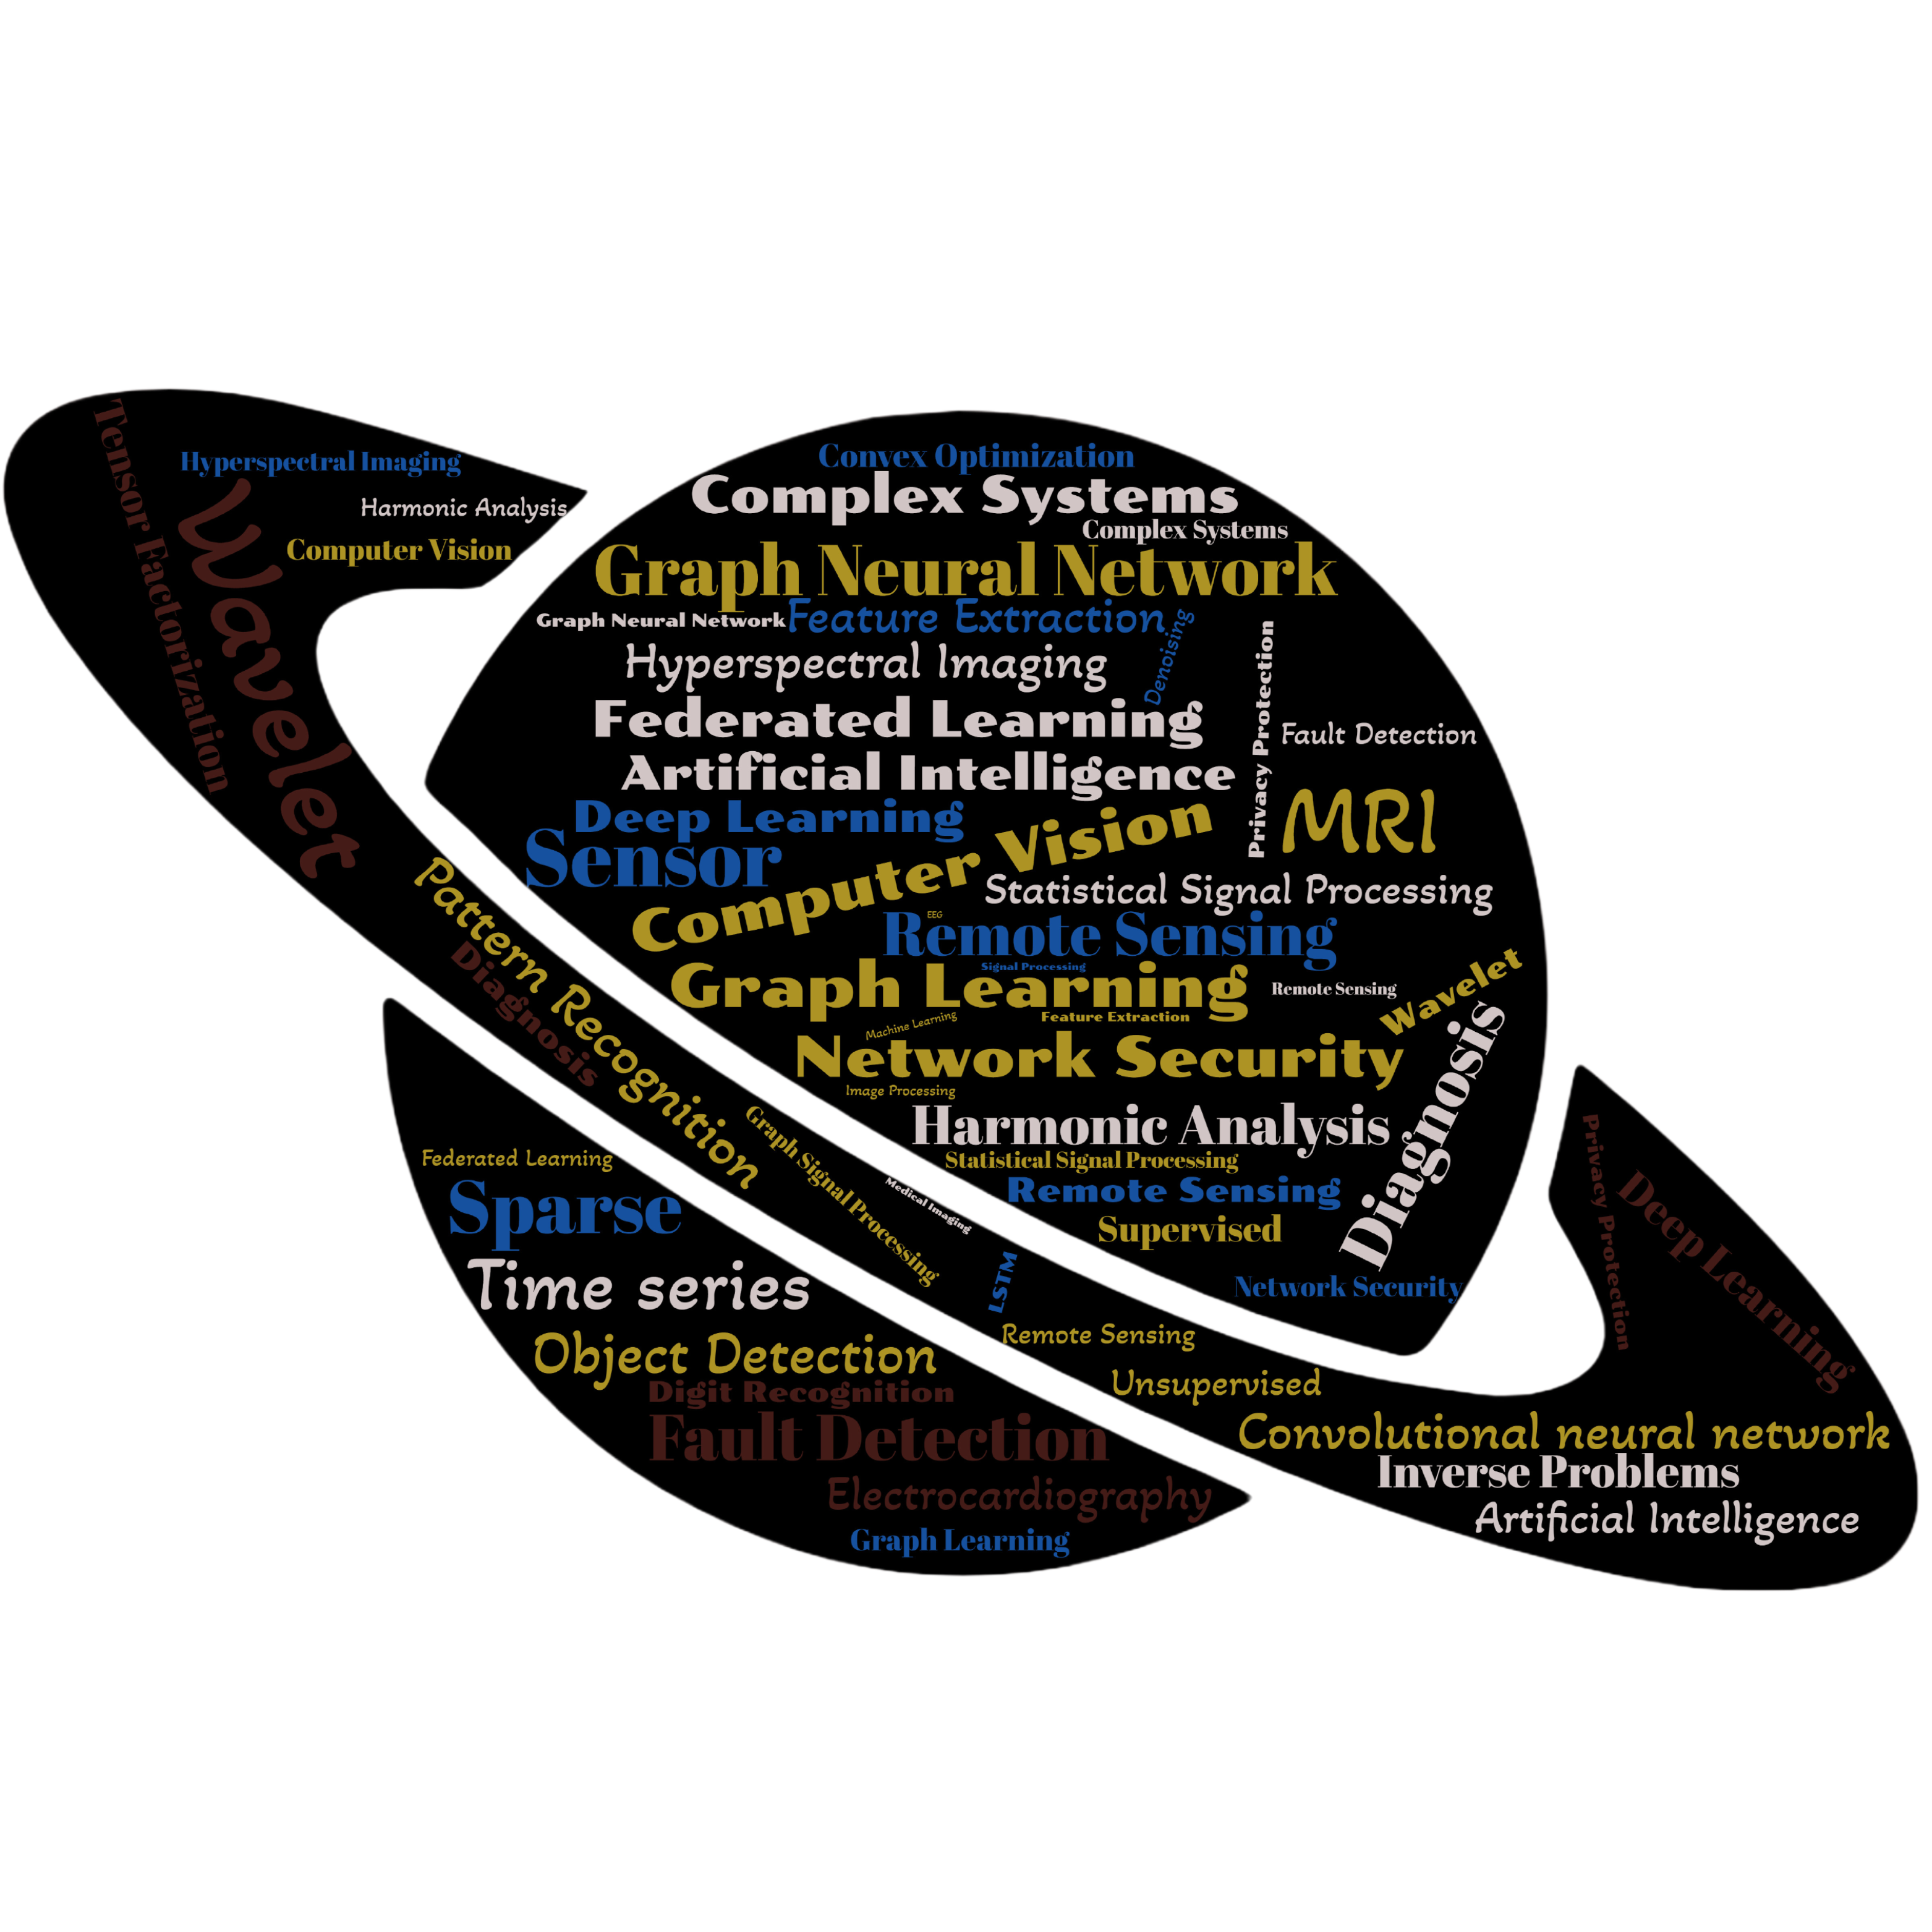 Tensor Factorization
Hyperspectral Imaging
Wavelet
Harmonic Analysis
Computer Vision
Convex Optimization
Complex Systems
Complex Systems
Graph Neural Network
Graph Neural Network
Feature Extraction
Denoising
Hyperspectral Imaging
Privacy Protection
Federated Learning
Fault Detection
Artificial Intelligence
MRI
Deep Learning
Sensor
Computer Vision
Statistical Signal Processing
EEG
Remote Sensing
Signal Processing
Graph Learning
Remote Sensing
Wavelet
Feature Extraction
Machine Learning
Network Security
Diagnosis
Image Processing
Harmonic Analysis
Statistical Signal Processing
Remote Sensing
Supervised
Network Security
Pattern Recognition
Diagnosis
Graph Signal Processing
Medical Imaging
LSTM
Remote Sensing
Unsupervised
Privacy Protection
Deep Learning
Convolutional neural network
Inverse Problems
Artificial Intelligence
Federated Learning
Sparse
Time series
Object Detection
Digit Recognition
Fault Detection
Electrocardiography
Graph Learning